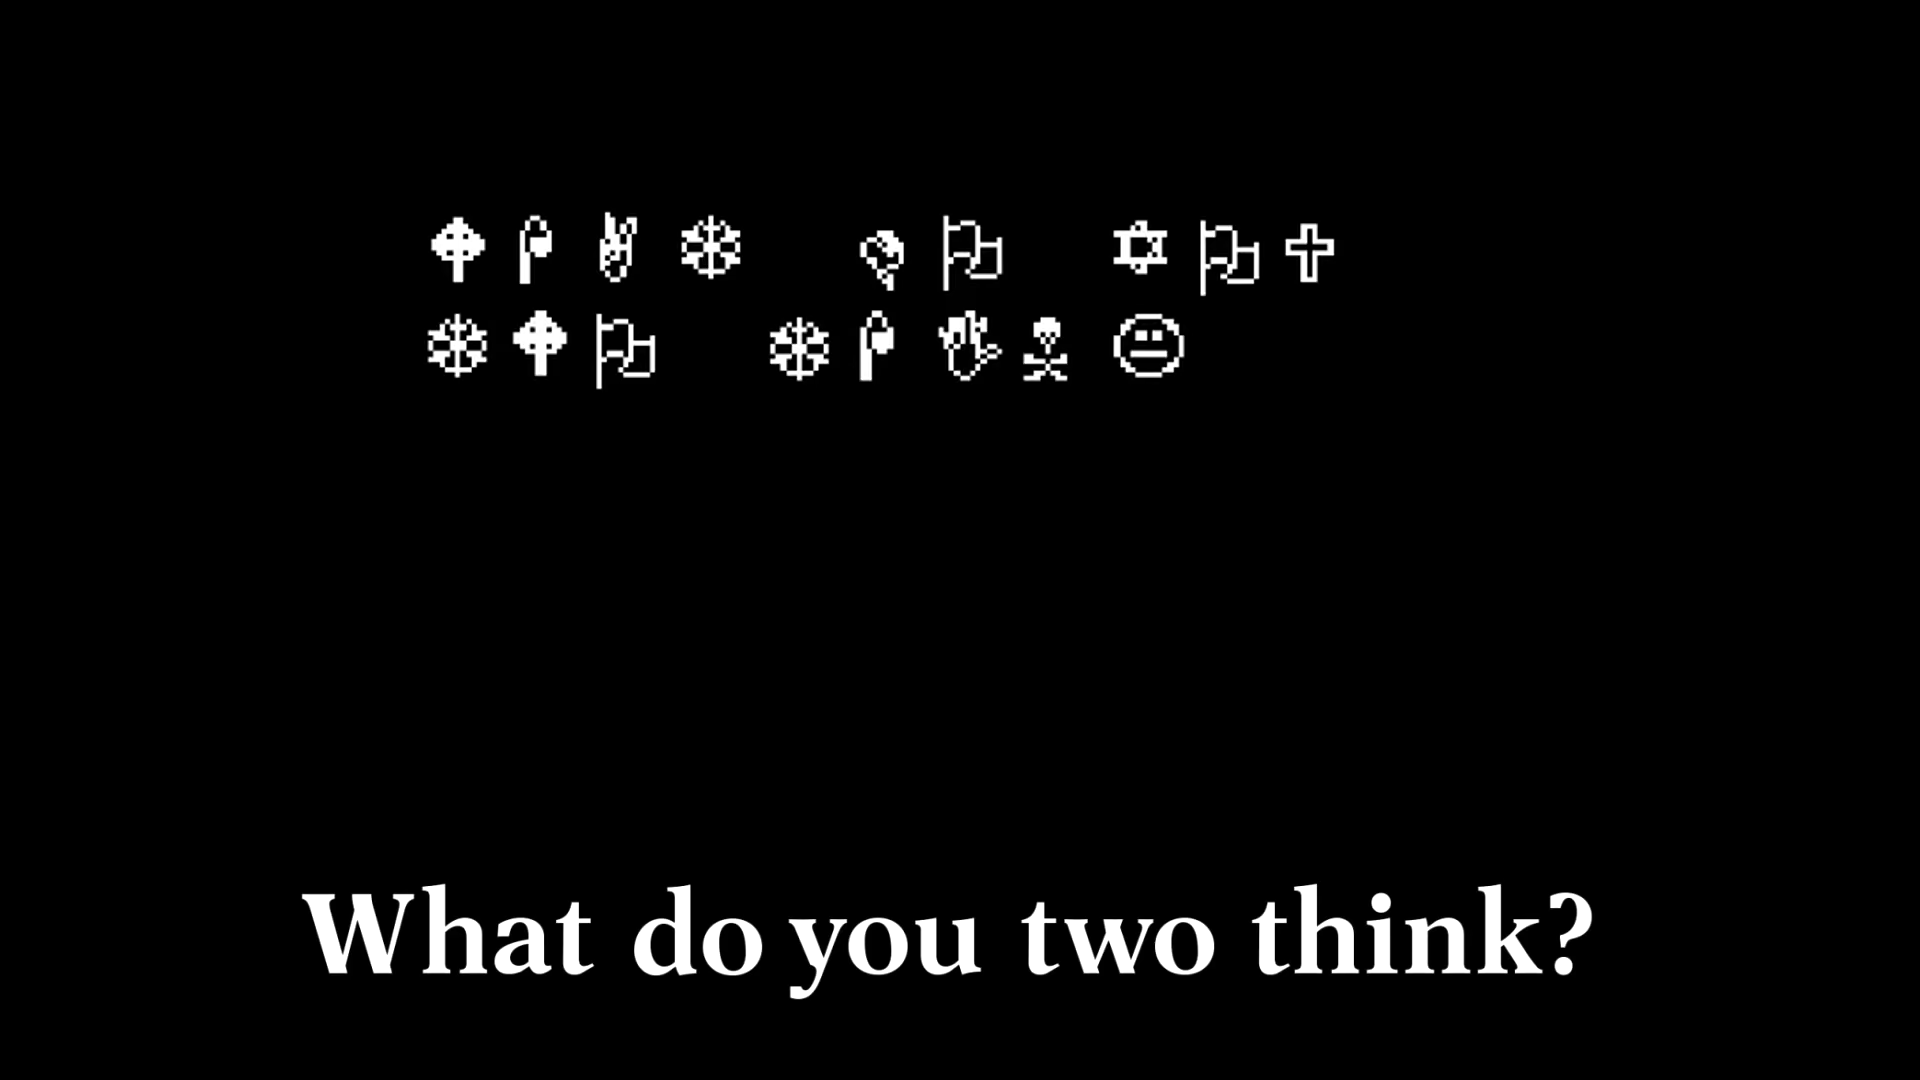 🕈☟✌❄ 👎⚐ ✡⚐🕆
❄🕈⚐ ❄☟✋☠😐
What do you two think?